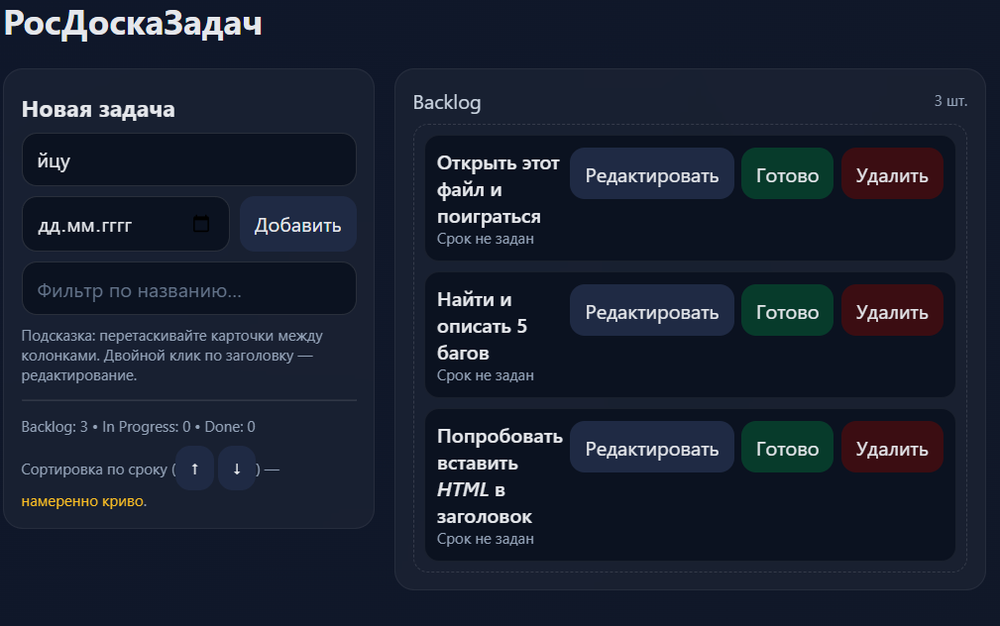 РосДоскаЗадач
Новая задача
йцу
дд.мм.гггг
Добавить
Фильтр по названию...
Подсказка: перетаскивайте карточки между
колонками. Двойной клик по заголовку —
редактирование.
Backlog: 3 • In Progress: 0 • Done: 0
Сортировка по сроку ( ↑ ↓ ) —
намеренно криво.
Backlog
3 шт.
Открыть этот
файл и
поиграться
Срок не задан
Редактировать
Готово
Удалить
Найти и
описать 5
багов
Срок не задан
Редактировать
Готово
Удалить
Попробовать
вставить
HTML в
заголовок
Срок не задан
Редактировать
Готово
Удалить